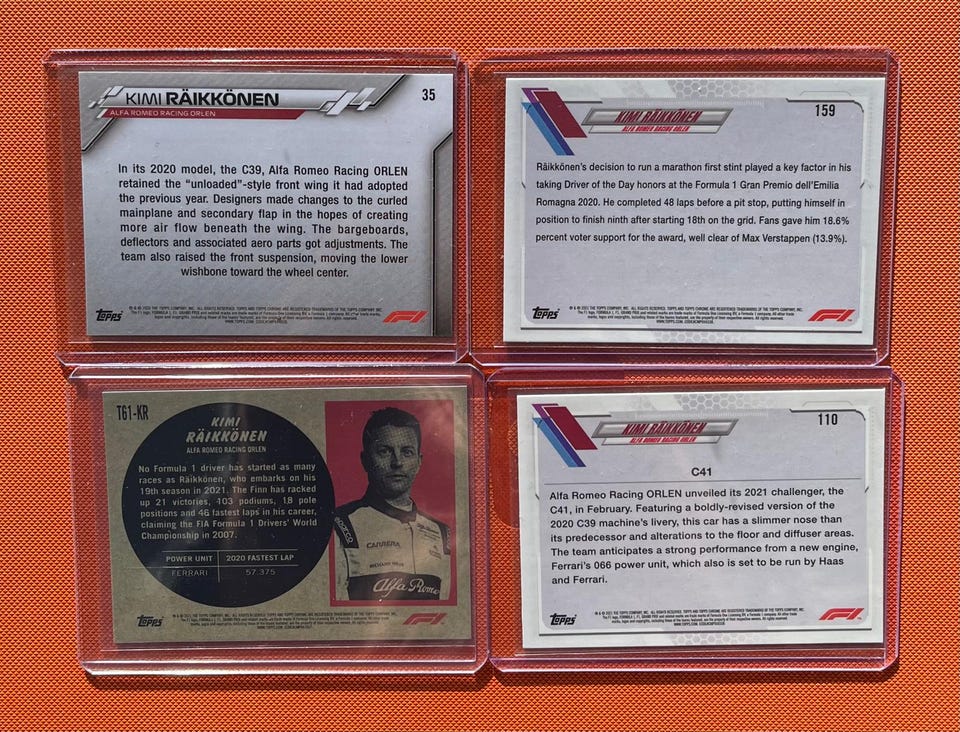 KIMI RÄIKKÖNEN
ALFA ROMEO RACING ORLEN
35
In its 2020 model, the C39, Alfa Romeo Racing ORLEN
retained the “unloaded”-style front wing it had adopted
the previous year. Designers made changes to the curled
mainplane and secondary flap in the hopes of creating
more air flow beneath the wing. The bargeboards,
deflectors and associated aero parts got adjustments. The
team also raised the front suspension, moving the lower
wishbone toward the wheel center.
Topps
F1
KIMI RÄIKKÖNEN
ALFA ROMEO RACING ORLEN
159
Räikkönen’s decision to run a marathon first stint played a key factor in his
taking Driver of the Day honors at the Formula 1 Gran Premio dell’Emilia
Romagna 2020. He completed 48 laps before a pit stop, putting himself in
position to finish ninth after starting 18th on the grid. Fans gave him 18.6%
percent voter support for the award, well clear of Max Verstappen (13.9%).
Topps
F1
T61-KR
KIMI
RÄIKKÖNEN
ALFA ROMEO RACING ORLEN
No Formula 1 driver has started as many
races as Räikkönen, who embarks on his
19th season in 2021. The Finn has racked
up 21 victories, 103 podiums, 18 pole
positions and 46 fastest laps in his career,
claiming the FIA Formula 1 Drivers’ World
Championship in 2007.
POWER UNIT 2020 FASTEST LAP
FERRARI 57.375
sparco
CARRERA
RICHARD MILLE
Alfa Romeo
Topps
F1
KIMI RÄIKKÖNEN
ALFA ROMEO RACING ORLEN
110
C41
Alfa Romeo Racing ORLEN unveiled its 2021 challenger, the
C41, in February. Featuring a boldly-revised version of the
2020 C39 machine’s livery, this car has a slimmer nose than
its predecessor and alterations to the floor and diffuser areas.
The team anticipates a strong performance from a new engine,
Ferrari’s 066 power unit, which also is set to be run by Haas
and Ferrari.
Topps
F1